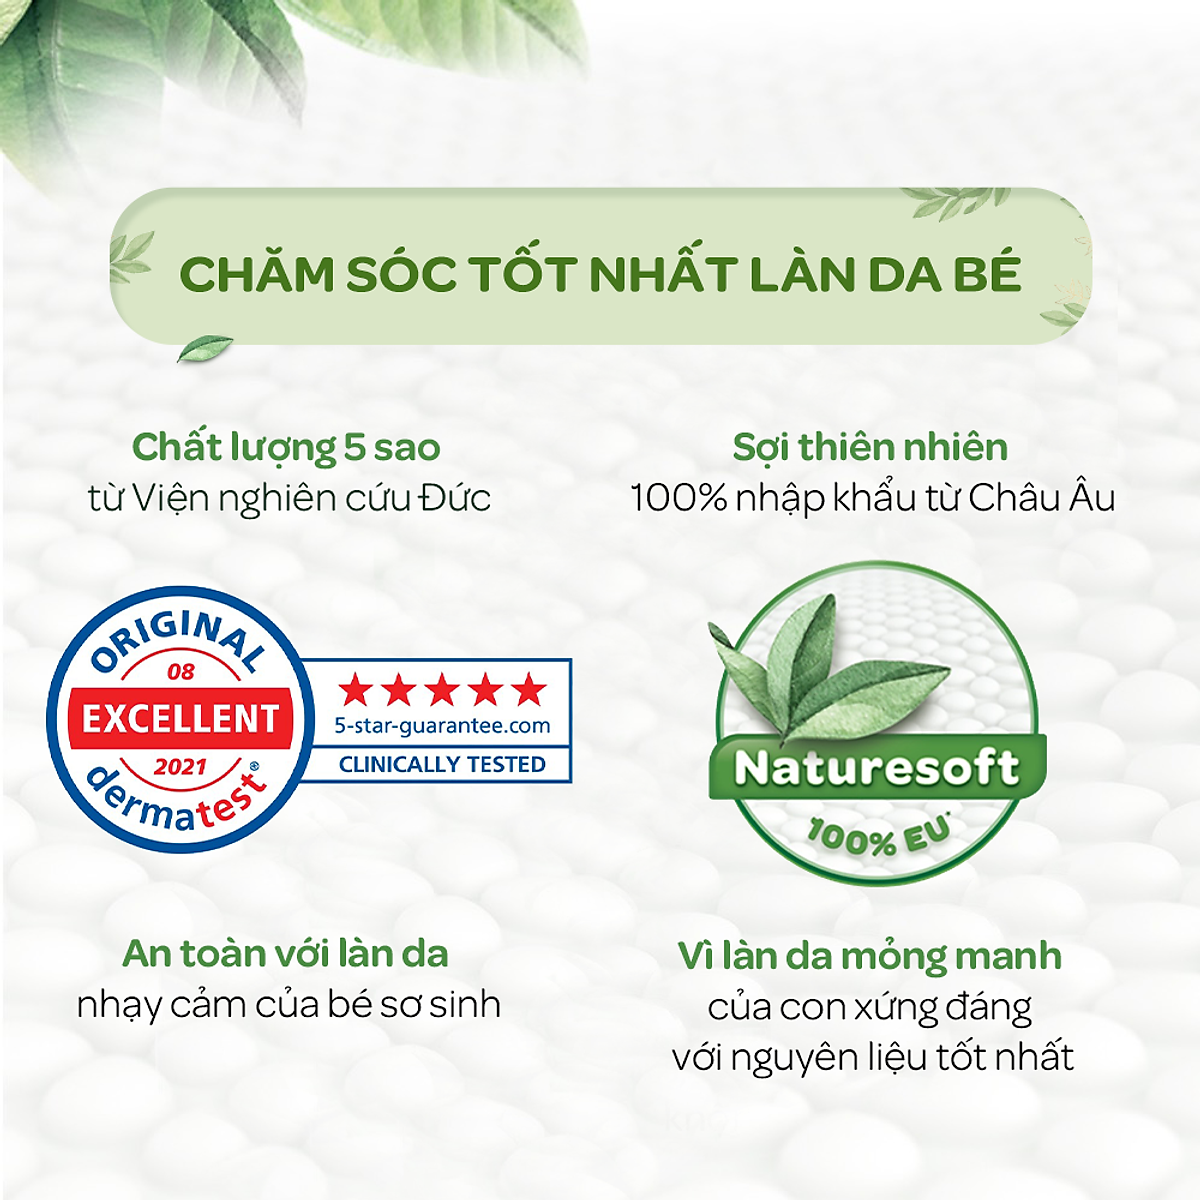 CHĂM SÓC TỐT NHẤT LÀN DA BÉ
Chất lượng 5 sao
từ Viện nghiên cứu Đức
Sợi thiên nhiên
100% nhập khẩu từ Châu Âu
ORIGINAL
08
EXCELLENT
2021
dermatest®
5-star-guarantee.com
CLINICALLY TESTED
Naturesoft
100% EU*
An toàn với làn da
nhạy cảm của bé sơ sinh
Vì làn da mỏng manh
của con xứng đáng
với nguyên liệu tốt nhất